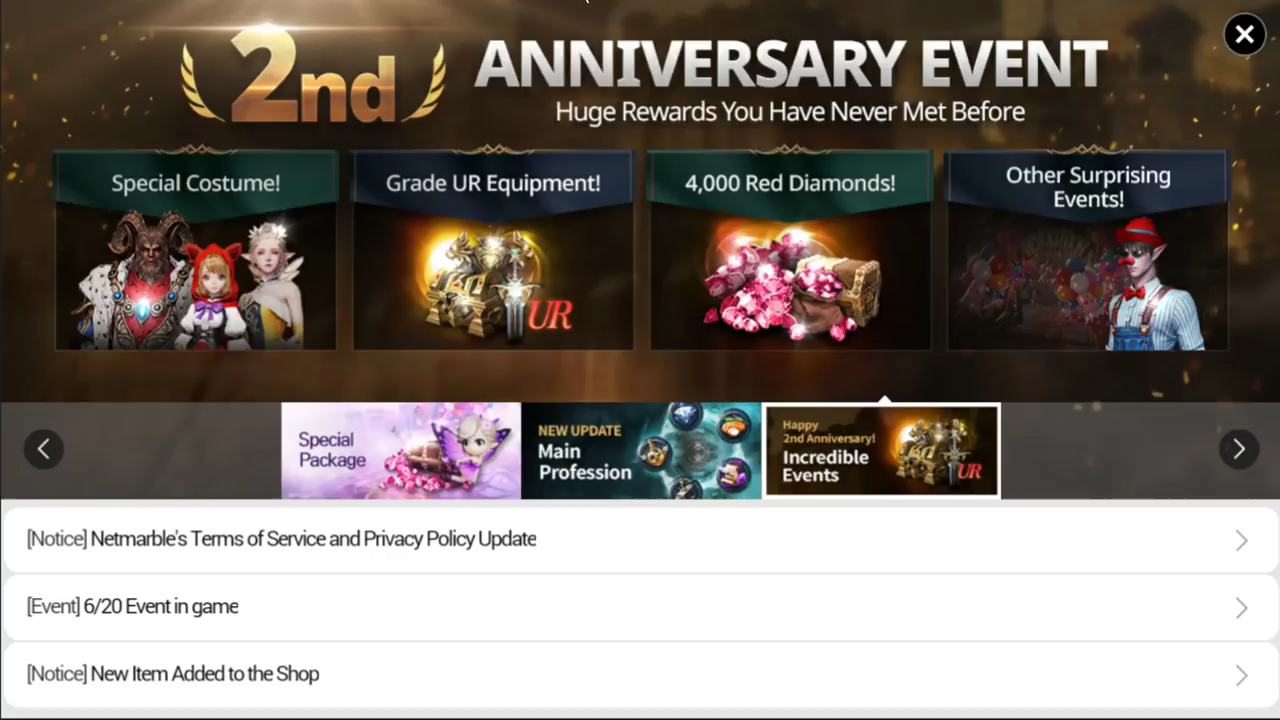 2nd
ANNIVERSARY EVENT
Huge Rewards You Have Never Met Before
Special Costume!
Grade UR Equipment!
UR
4,000 Red Diamonds!
Other Surprising
Events!
Special
Package
NEW UPDATE
Main
Profession
Happy
2nd Anniversary!
Incredible
Events
UR
[Notice] Netmarble's Terms of Service and Privacy Policy Update
[Event] 6/20 Event in game
[Notice] New Item Added to the Shop